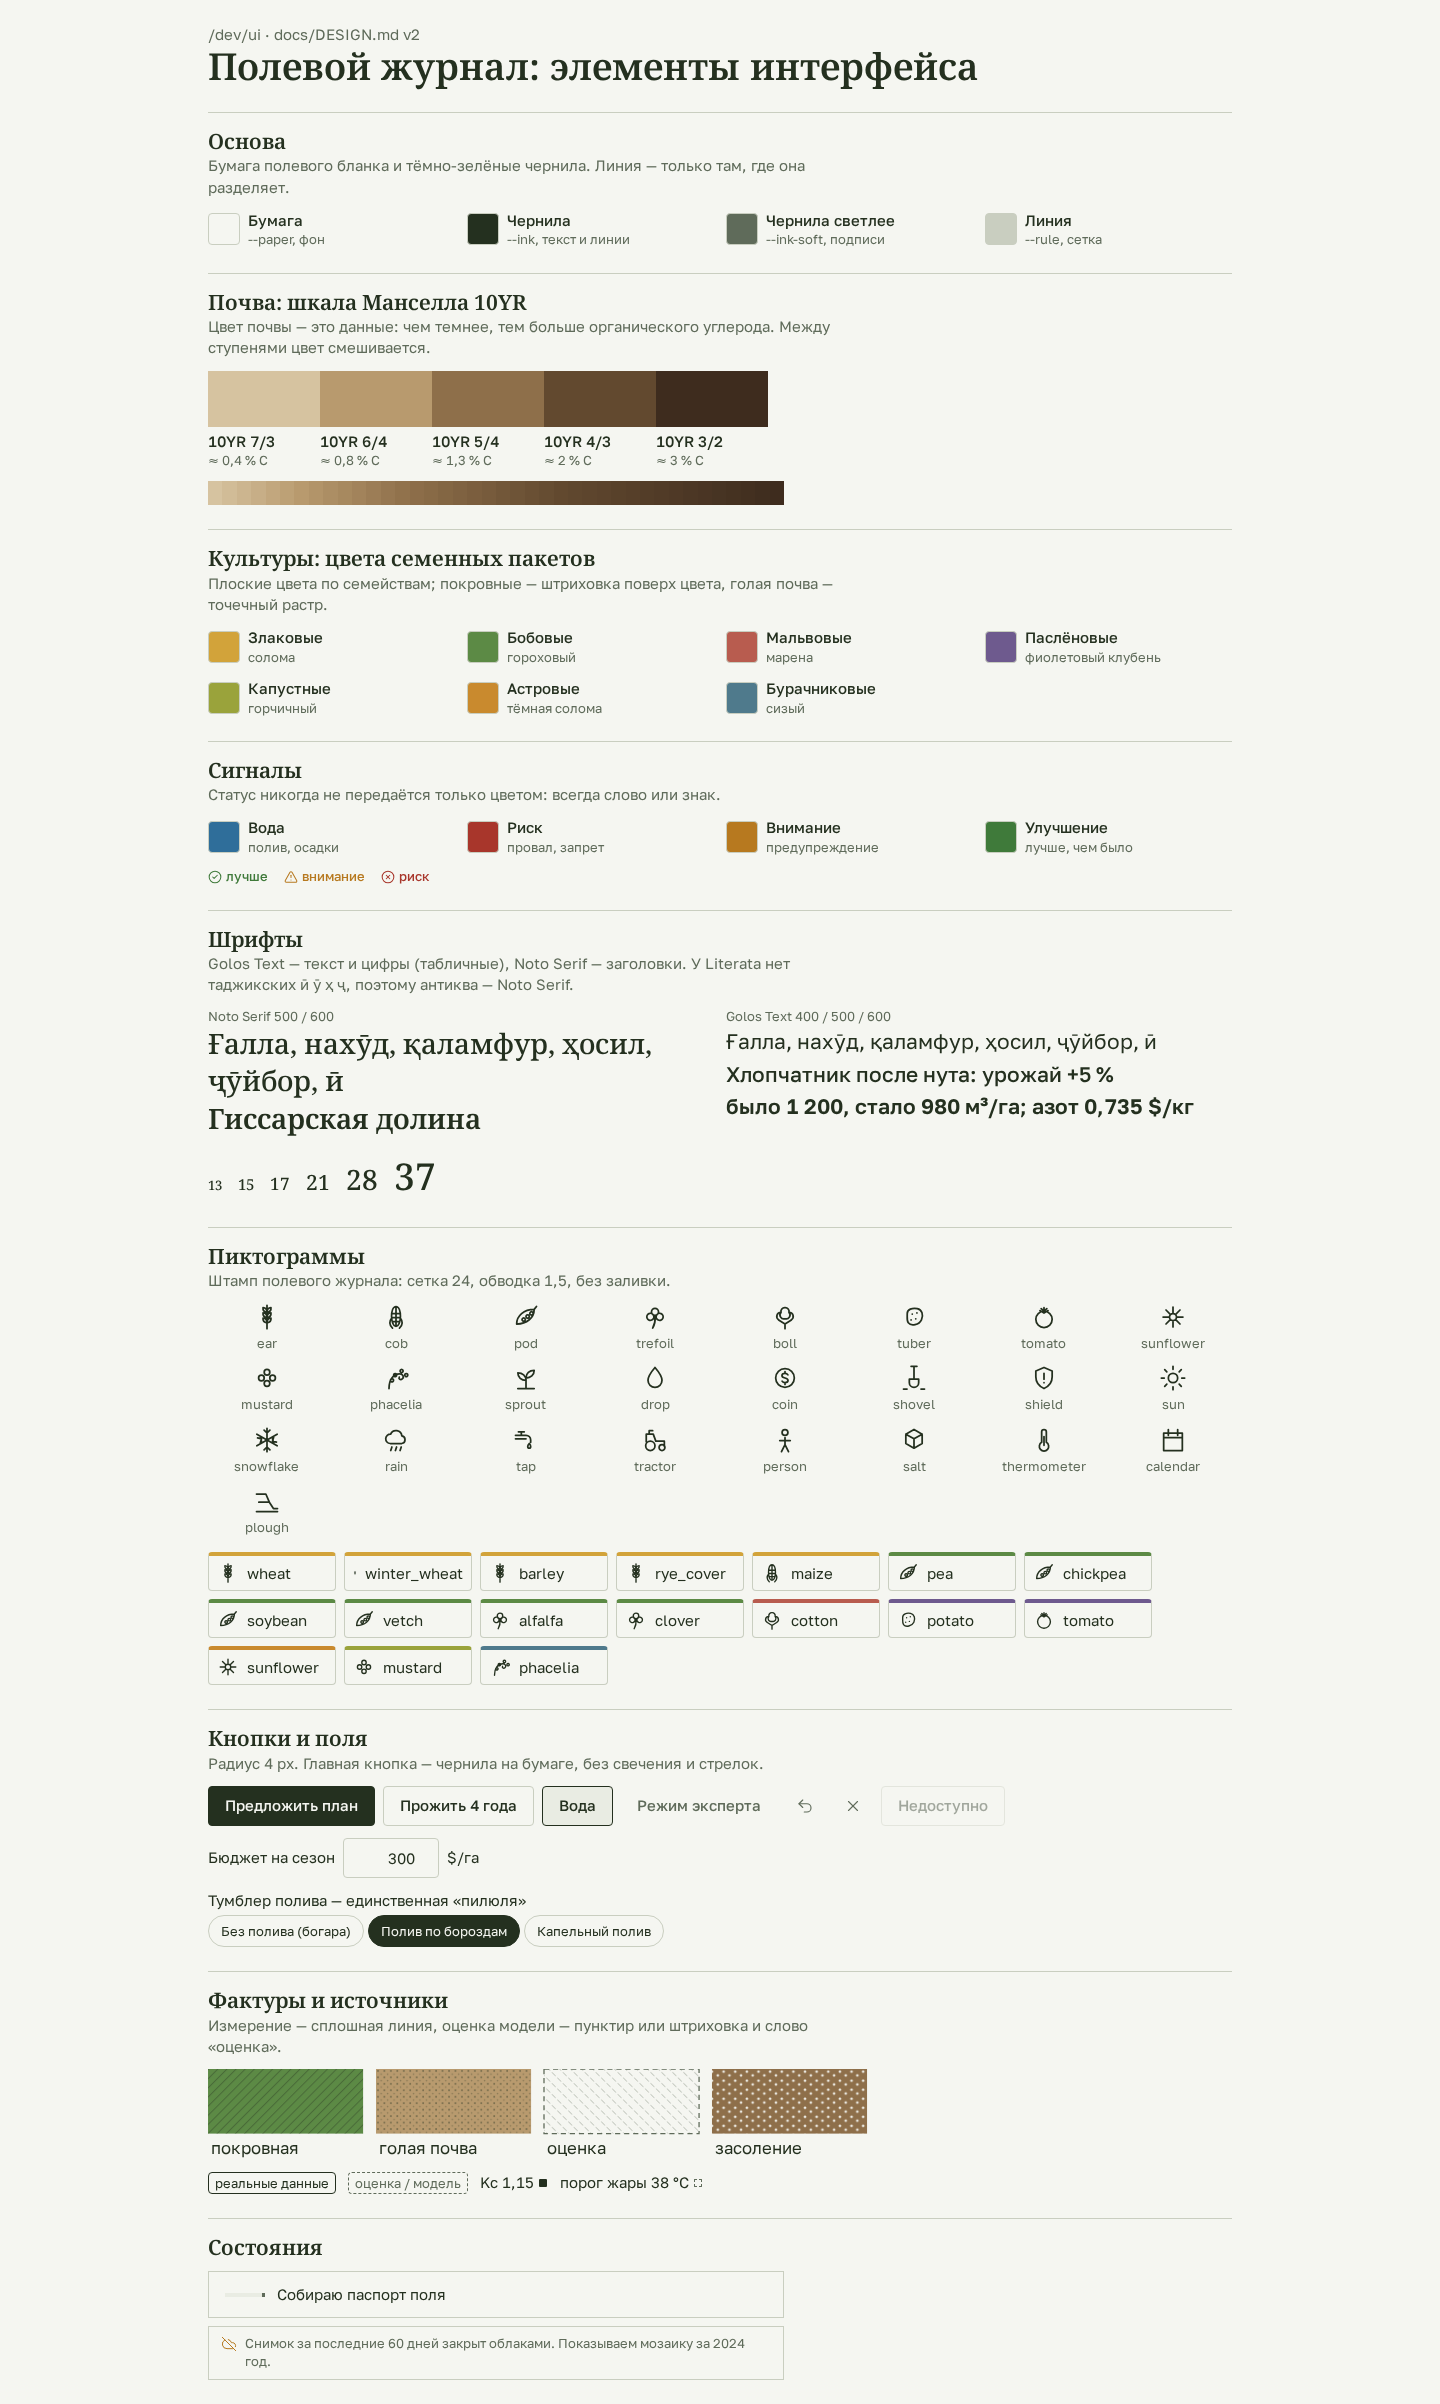 /dev/ui · docs/DESIGN.md v2
Полевой журнал: элементы интерфейса
Основа
Бумага полевого бланка и тёмно-зелёные чернила. Линия — только там, где она
разделяет.
Бумага
--paper, фон
Чернила
--ink, текст и линии
Чернила светлее
--ink-soft, подписи
Линия
--rule, сетка
Почва: шкала Манселла 10YR
Цвет почвы — это данные: чем темнее, тем больше органического углерода. Между
ступенями цвет смешивается.
10YR 7/3
≈ 0,4 % C
10YR 6/4
≈ 0,8 % C
10YR 5/4
≈ 1,3 % C
10YR 4/3
≈ 2 % C
10YR 3/2
≈ 3 % C
Культуры: цвета семенных пакетов
Плоские цвета по семействам; покровные — штриховка поверх цвета, голая почва —
точечный растр.
Злаковые
солома
Бобовые
гороховый
Мальвовые
марена
Паслёновые
фиолетовый клубень
Капустные
горчичный
Астровые
тёмная солома
Бурачниковые
сизый
Сигналы
Статус никогда не передаётся только цветом: всегда слово или знак.
Вода
полив, осадки
Риск
провал, запрет
Внимание
предупреждение
Улучшение
лучше, чем было
лучше внимание риск
Шрифты
Golos Text — текст и цифры (табличные), Noto Serif — заголовки. У Literata нет
таджикских ӣ ӯ ҳ ҷ, поэтому антиква — Noto Serif.
Noto Serif 500 / 600
Ғалла, нахӯд, қаламфур, ҳосил,
ҷӯйбор, ӣ
Гиссарская долина
Golos Text 400 / 500 / 600
Ғалла, нахӯд, қаламфур, ҳосил, ҷӯйбор, ӣ
Хлопчатник после нута: урожай +5 %
было 1 200, стало 980 м³/га; азот 0,735 $/кг
13 15 17 21 28 37
Пиктограммы
Штамп полевого журнала: сетка 24, обводка 1,5, без заливки.
ear cob pod trefoil boll tuber tomato sunflower
mustard phacelia sprout drop coin shovel shield sun
snowflake rain tap tractor person salt thermometer calendar
plough
wheat winter_wheat barley rye_cover maize pea chickpea
soybean vetch alfalfa clover cotton potato tomato
sunflower mustard phacelia
Кнопки и поля
Радиус 4 px. Главная кнопка — чернила на бумаге, без свечения и стрелок.
Предложить план Прожить 4 года Вода Режим эксперта Недоступно
Бюджет на сезон 300 $/га
Тумблер полива — единственная «пилюля»
Без полива (богара) Полив по бороздам Капельный полив
Фактуры и источники
Измерение — сплошная линия, оценка модели — пунктир или штриховка и слово
«оценка».
покровная голая почва оценка засоление
реальные данные оценка / модель Kc 1,15 порог жары 38 °C
Состояния
Собираю паспорт поля
Снимок за последние 60 дней закрыт облаками. Показываем мозаику за 2024
год.